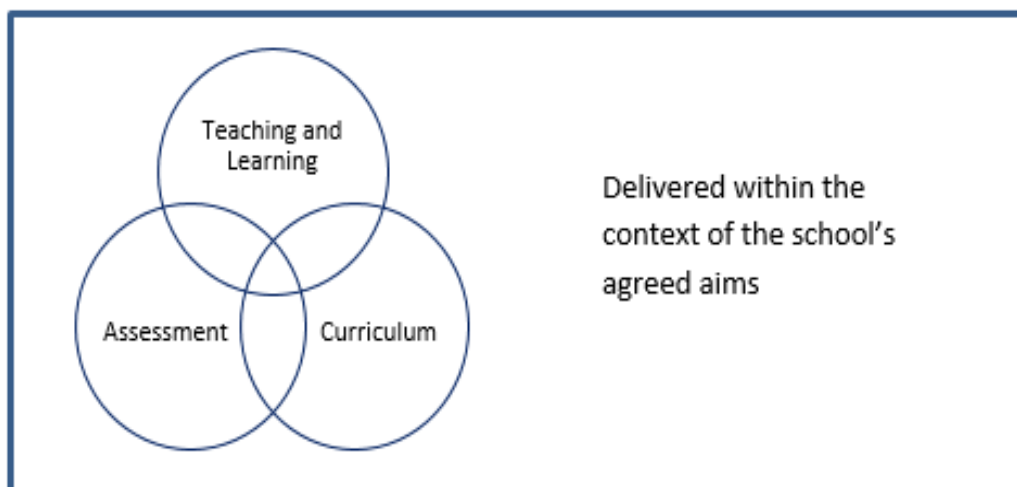 Teaching and
Learning
Assessment
Curriculum
Delivered within the
context of the school’s
agreed aims